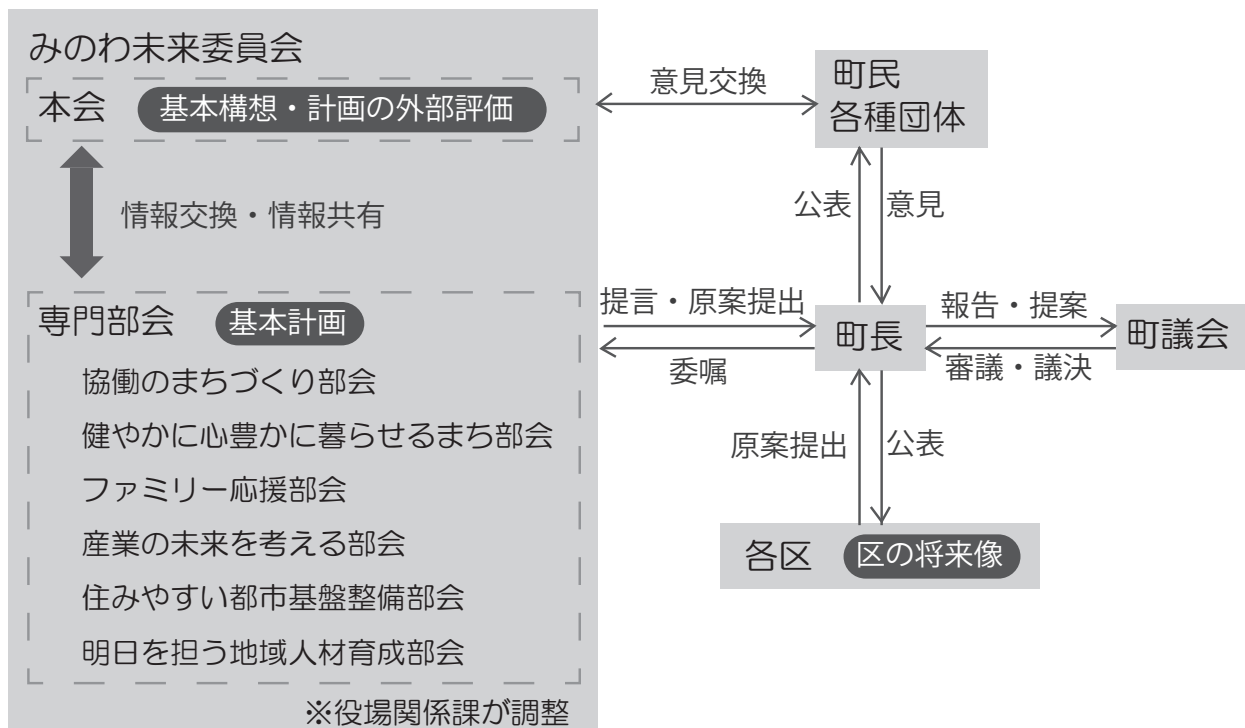 みのわ未来委員会
本会
基本構想・計画の外部評価
情報交換・情報共有
専門部会
基本計画
協働のまちづくり部会
健やかに心豊かに暮らせるまち部会
ファミリー応援部会
産業の未来を考える部会
住みやすい都市基盤整備部会
明日を担う地域人材育成部会
※役場関係課が調整
意見交換
町民
各種団体
公表
意見
提言・原案提出
委嘱
町長
報告・提案
審議・議決
町議会
原案提出
公表
各区
区の将来像